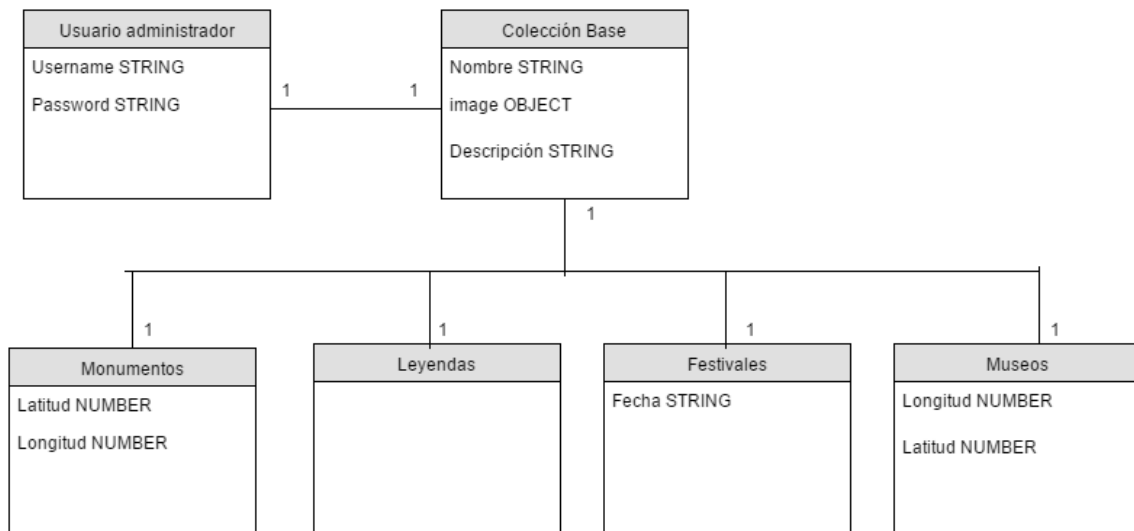 Usuario administrador
Username STRING
Password STRING
1
1
Colección Base
Nombre STRING
image OBJECT
Descripción STRING
1
1
Monumentos
Latitud NUMBER
Longitud NUMBER
1
Leyendas
1
Festivales
Fecha STRING
1
Museos
Longitud NUMBER
Latitud NUMBER